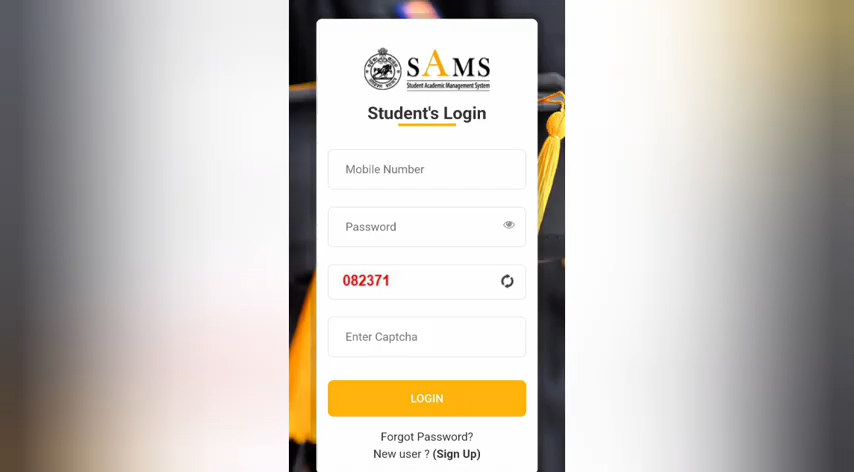 SAMS
Student Academic Management System
Student's Login
Mobile Number
Password
082371
Enter Captcha
LOGIN
Forgot Password?
New user ? (Sign Up)